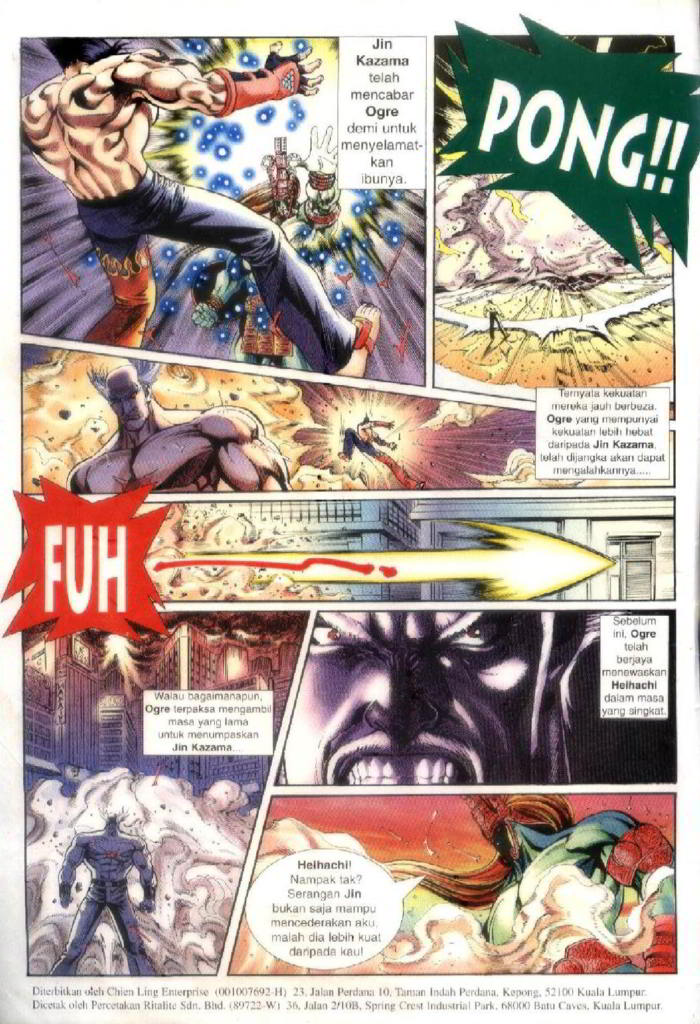 Jin
Kazama
telah
mencabar
Ogre
demi untuk
menyelamat-
kan
ibunya.
PONG!!
Ternyata kekuatan
mereka jauh berbeza.
Ogre yang mempunyai
kekuatan lebih hebat
daripada Jin Kazama,
telah dijangka akan dapat
mengalahkannya.....
FUH
Sebelum
ini, Ogre
telah
berjaya
menewaskan
Heihachi
dalam masa
yang singkat.
Walau bagaimanapun,
Ogre terpaksa mengambil
masa yang lama
untuk menumpaskan
Jin Kazama...
Heihachi!
Nampak tak?
Serangan Jin
bukan saja mampu
mencederakan aku,
malah dia lebih kuat
daripada kau!
Diterbitkan oleh Chien Ling Enterprise (001007692-H) 23, Jalan Perdana 10, Taman Indah Perdana, Kepong, 52100 Kuala Lumpur.
Dicetak oleh Percetakan Ritalite Sdn. Bhd. (89722-W) 36, Jalan 2/10B, Spring Crest Industrial Park, 68000 Batu Caves, Kuala Lumpur.